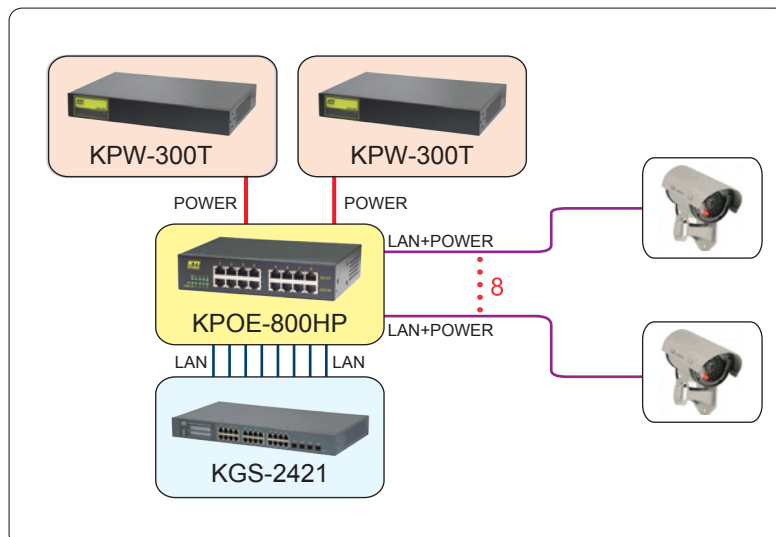 KPW-300T
KPW-300T
POWER
POWER
LAN+POWER
8
KPOE-800HP
LAN+POWER
LAN
LAN
KGS-2421